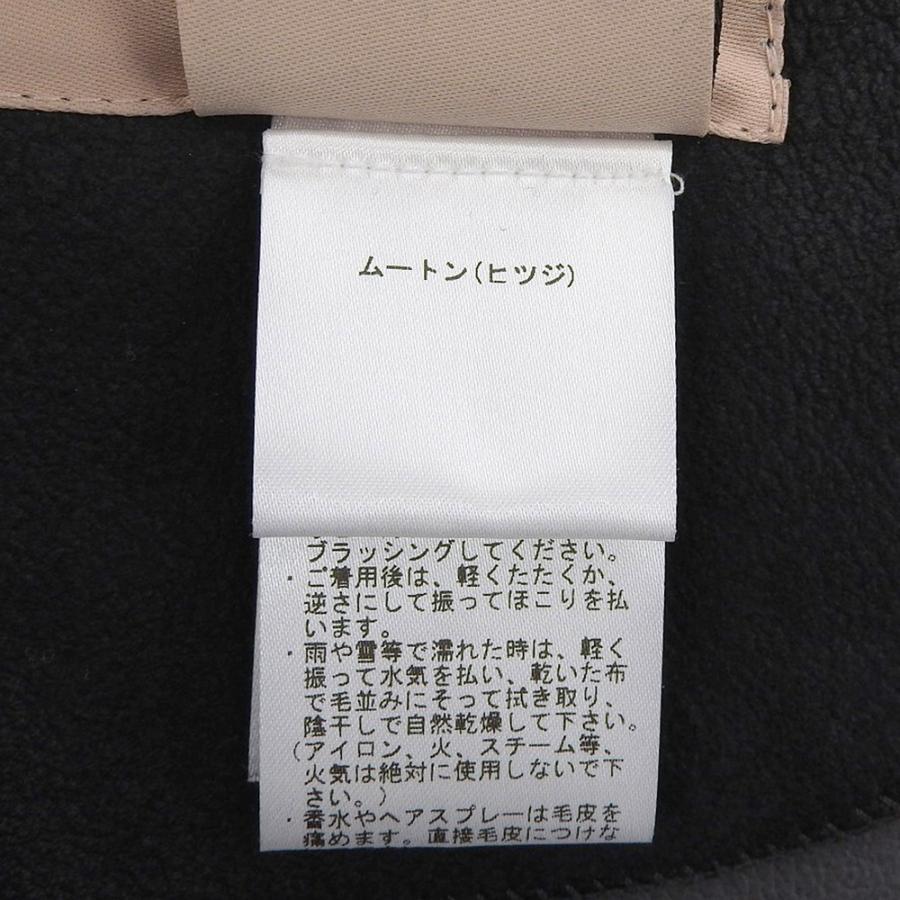 ムートン(ヒツジ)
ブラッシングしてください。
・ご着用後は、軽くたたくか、
逆さにして振ってほこりを払
います。
・雨や雪等で濡れた時は、軽く
振って水気を払い、乾いた布
で毛並みにそって拭き取り、
陰干しで自然乾燥して下さい。
(アイロン、火、スチーム等、
火気は絶対に使用しないで下
さい。)
・香水やヘアスプレーは毛皮を
痛めます。直接毛皮につけな